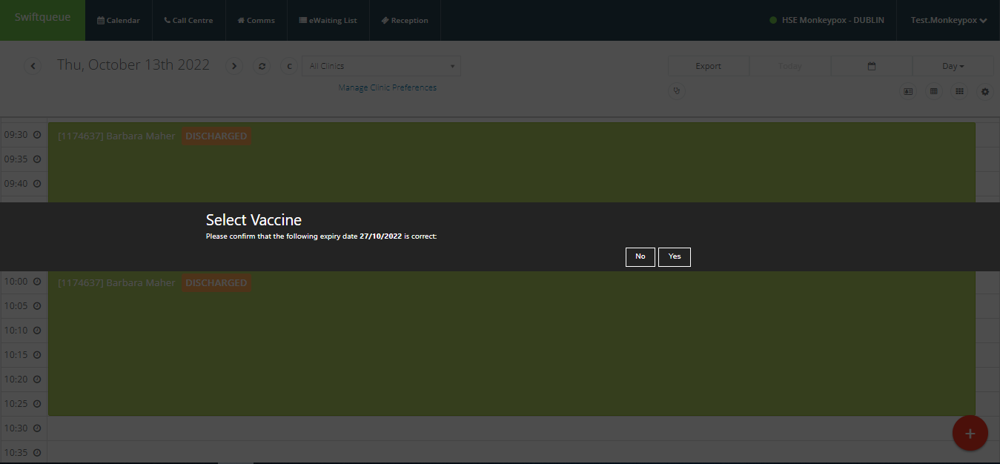 Swiftqueue
Calendar
Call Centre
Comms
eWaiting List
Reception
HSE Monkeypox - DUBLIN
Test.Monkeypox
Thu, October 13th 2022
C
All Clinics
Export
Today
Day
Manage Clinic Preferences
09:30
[1174637] Barbara Maher DISCHARGED
09:35
09:40
Select Vaccine
Please confirm that the following expiry date 27/10/2022 is correct:
No
Yes
10:00
[1174637] Barbara Maher DISCHARGED
10:05
10:10
10:15
10:20
10:25
10:30
10:35